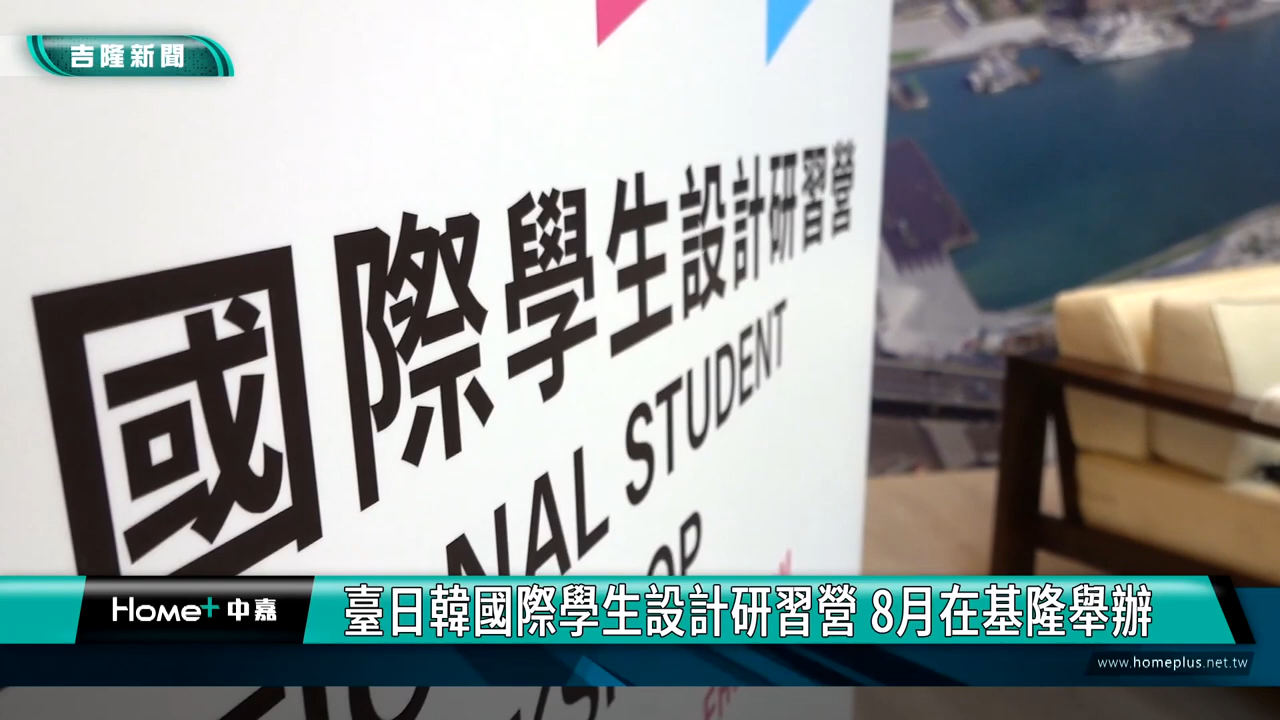 吉隆新聞
國際學生設計研習營
NAL STUDENT
OP
Home+中嘉
臺日韓國際學生設計研習營 8月在基隆舉辦
www.homeplus.net.tw